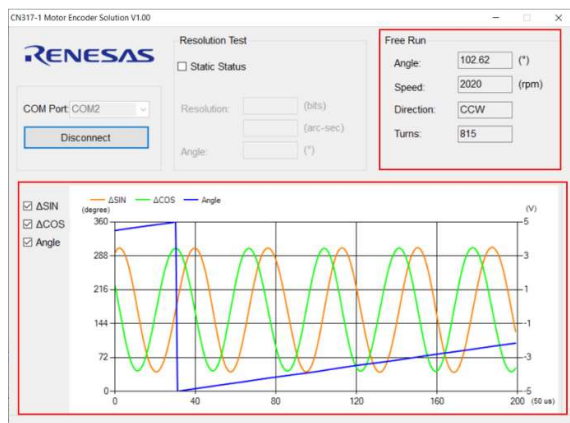 CN317-1 Motor Encoder Solution V1.00
RENESAS
COM Port: COM2
Disconnect
Resolution Test
Static Status
Resolution: (bits)
(arc-sec)
Angle: (°)
Free Run
Angle: 102.62 (°)
Speed: 2020 (rpm)
Direction: CCW
Turns: 815
ΔSIN
ΔCOS
Angle
ΔSIN ΔCOS Angle
(degree) (V)
360 5
288 3
216 1
144 -1
72 -3
0 -5
0 40 80 120 160 200 (50 us)